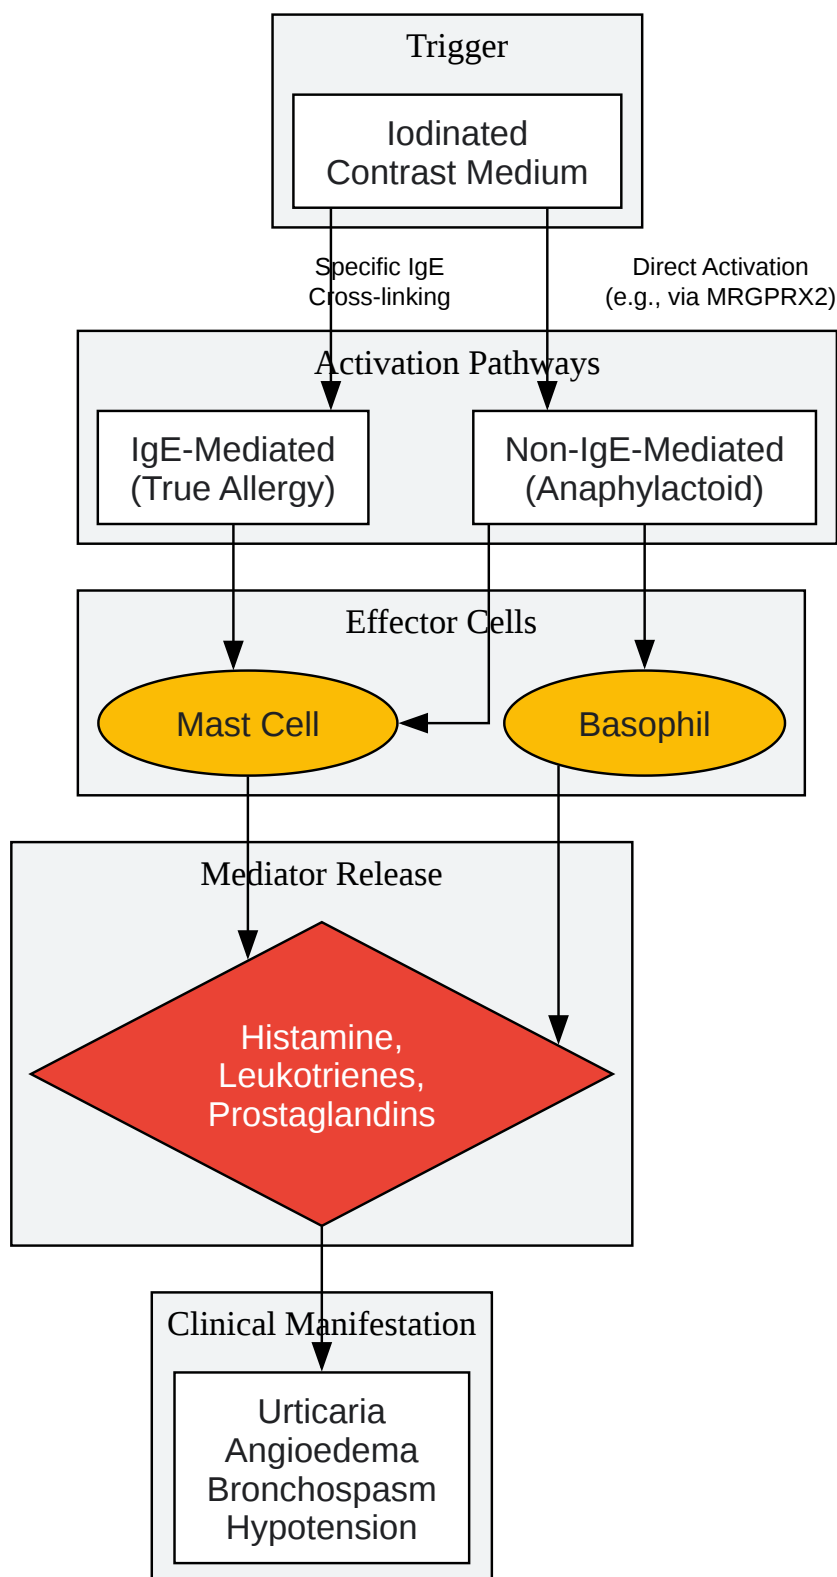 Trigger
Iodinated
Contrast Medium
Specific IgE
Cross-linking
Direct Activation
(e.g., via MRGPRX2)
Activation Pathways
IgE-Mediated
(True Allergy)
Non-IgE-Mediated
(Anaphylactoid)
Effector Cells
Mast Cell
Basophil
Mediator Release
Histamine,
Leukotrienes,
Prostaglandins
Clinical Manifestation
Urticaria
Angioedema
Bronchospasm
Hypotension